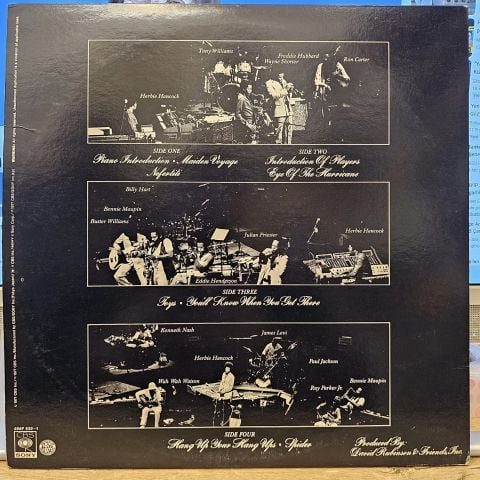 Tony Williams
Freddie Hubbard
Wayne Shorter
Ron Carter
Herbie Hancock
SIDE ONE
Piano Introduction • Maiden Voyage
Nefertiti
SIDE TWO
Introduction Of Players
Eye Of The Hurricane
Billy Hart
Bennie Maupin
Buster Williams
Julian Priester
Herbie Hancock
Eddie Henderson
SIDE THREE
Toys • You'll Know When You Get There
Kenneth Nash
James Levi
Herbie Hancock
Paul Jackson
Wah Wah Watson
Ray Parker Jr.
Bennie Maupin
SIDE FOUR
Hang Up Your Hang Ups • Spider
Produced By:
David Rubinson & Friends, Inc.
CBS
SONY